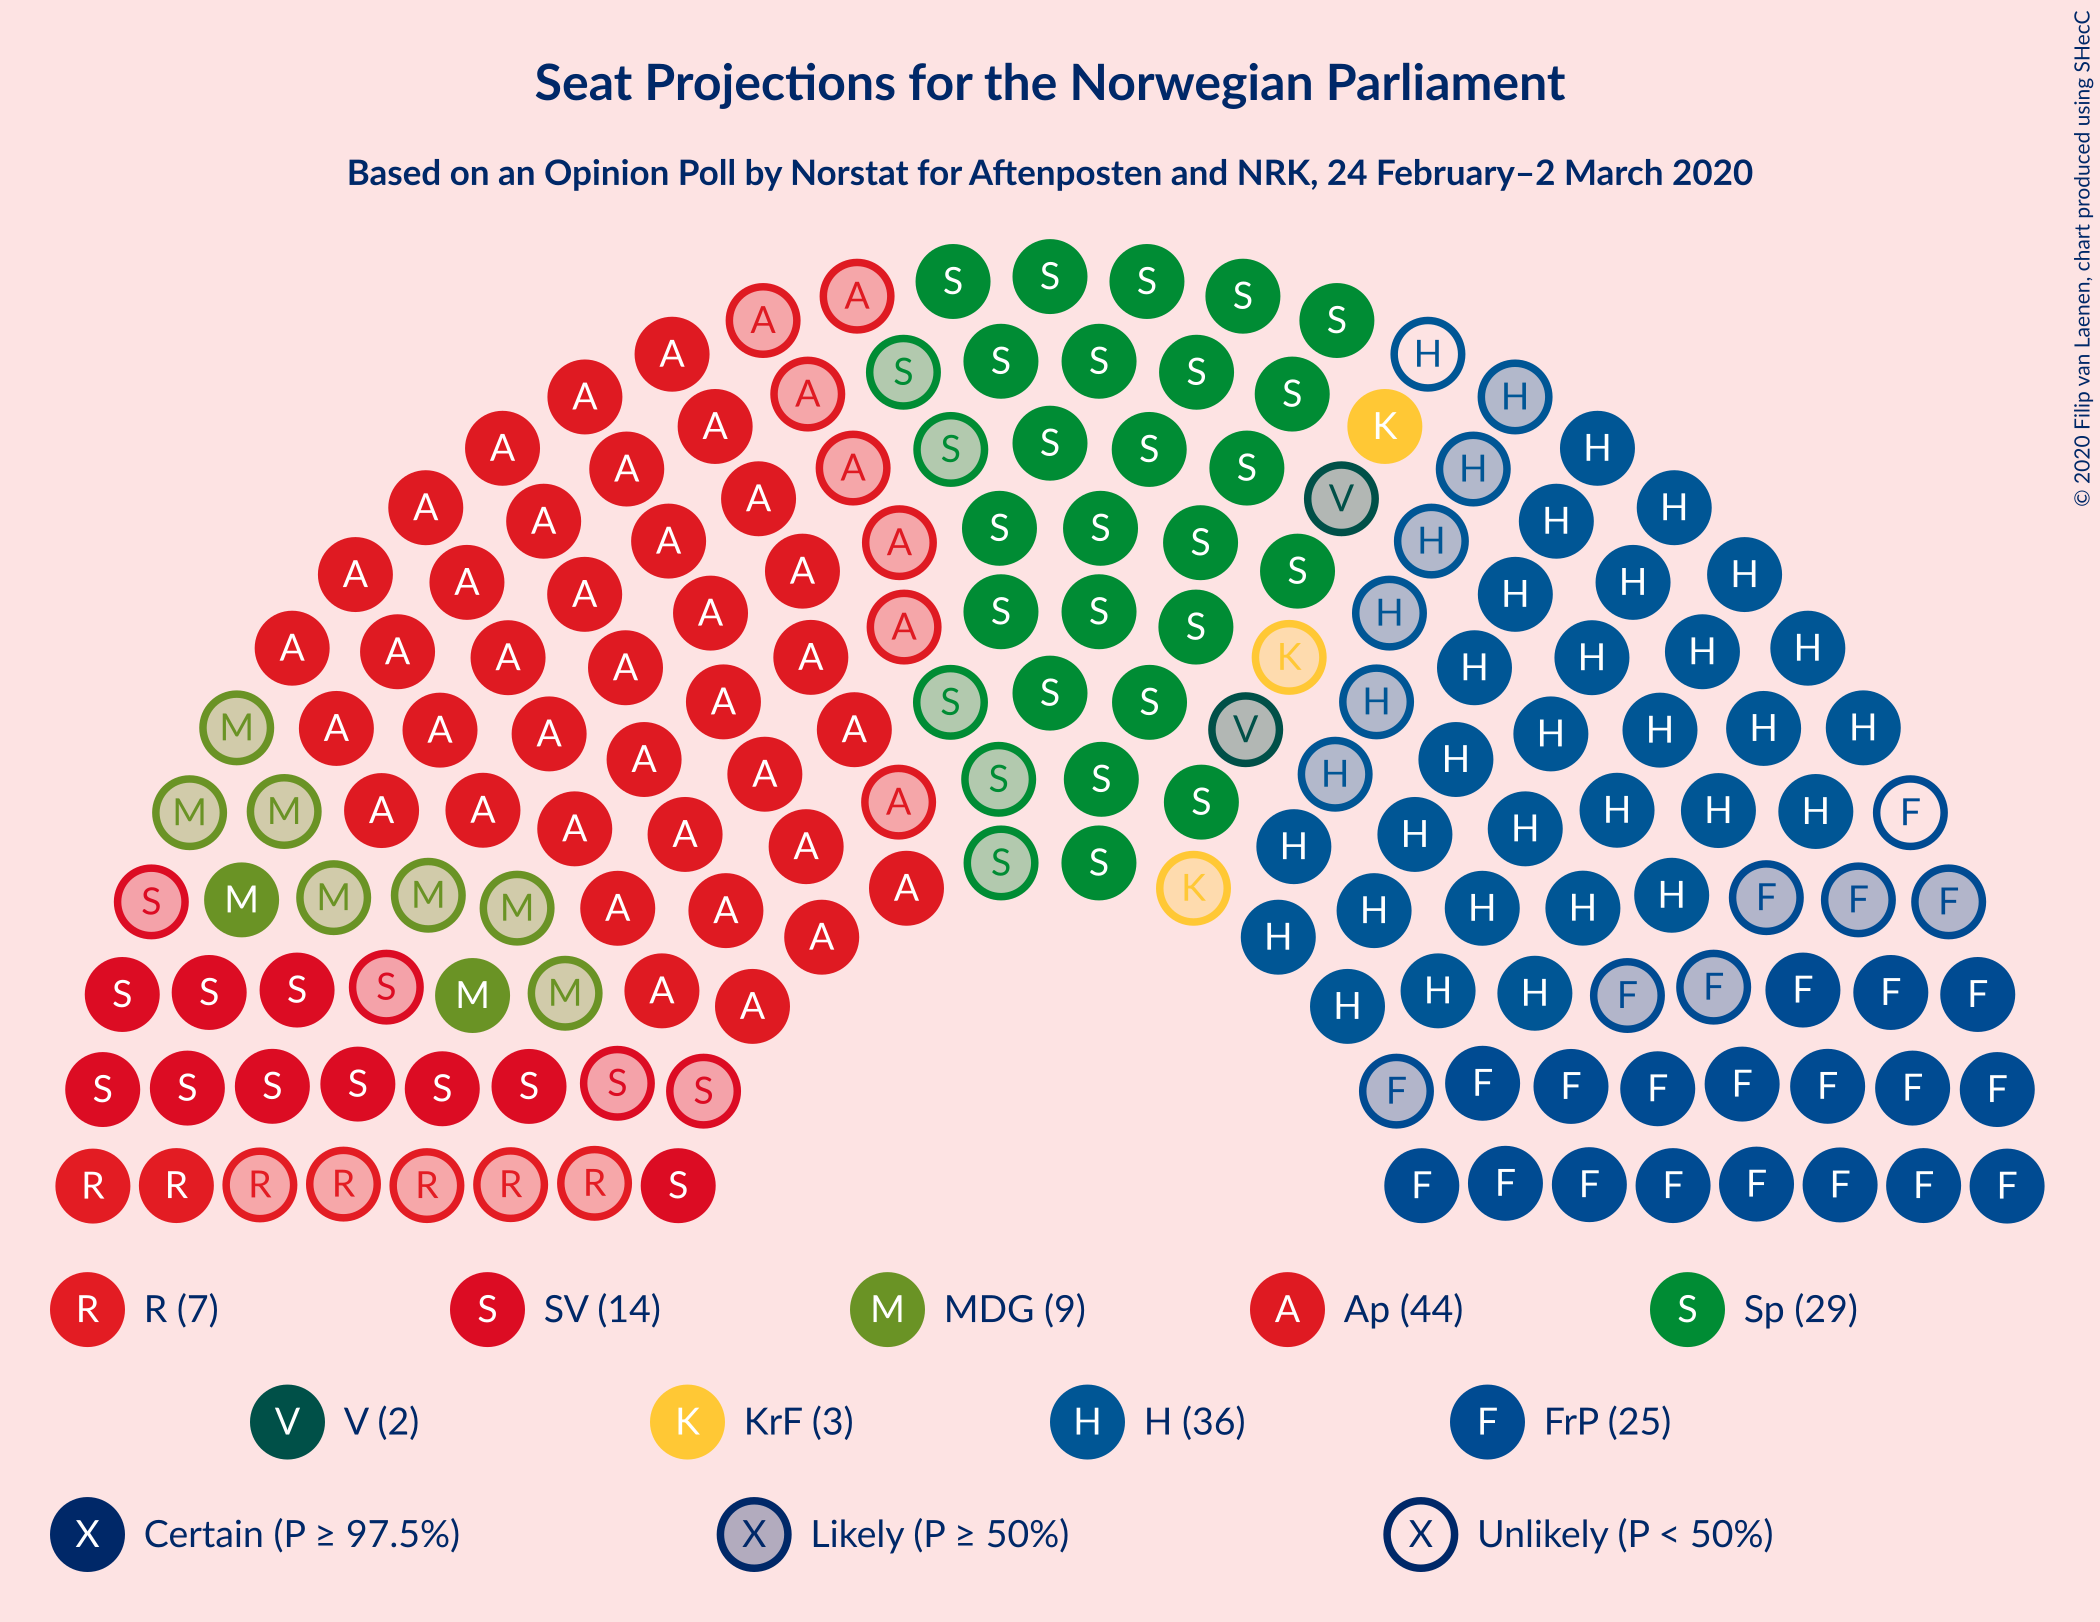 Seat Projections for the Norwegian Parliament
Based on an Opinion Poll by Norstat for Aftenposten and NRK, 24 February–2 March 2020
© 2020 Filip van Laenen, chart produced using SHecC
S S S S S
A A H H
A S S S S S
A A A K H H
A S S S S
A A A A V H H H
A S S S S
A A A A H H H
A S S S
A A A A K H H H H
S S S
A A A A V H H H H
M A A A A A A H H H H H H
M M A A A A A A S S S H H H H H H H F
S M M M M A A A S S K H H H H F F F
S S S S M M A A A H H H H F F F F F
S S S S S S S S F F F F F F F F
R R R R R R R S F F F F F F F F
R R (7) S SV (14) M MDG (9) A Ap (44) S Sp (29)
V V (2) K KrF (3) H H (36) F FrP (25)
X Certain (P ≥ 97.5%) X Likely (P ≥ 50%) X Unlikely (P < 50%)